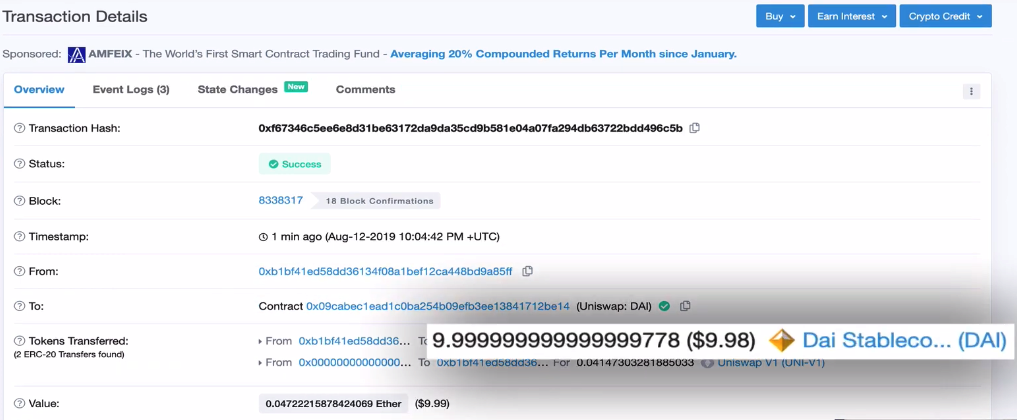 Transaction Details
Buy
Earn Interest
Crypto Credit
Sponsored: AMFEIX - The World's First Smart Contract Trading Fund - Averaging 20% Compounded Returns Per Month since January.
Overview
Event Logs (3)
State Changes New
Comments
Transaction Hash: 0xf67346c5ee6e8d31be63172da9da35cd9b581e04a07fa294db63722bdd496c5b
Status: Success
Block: 8338317 18 Block Confirmations
Timestamp: 1 min ago (Aug-12-2019 10:04:42 PM +UTC)
From: 0xb1bf41ed58dd36134f08a1bef12ca448bd9a85ff
To: Contract 0x09cabec1ead1c0ba254b09efb3ee13841712be14 (Uniswap: DAI)
Tokens Transferred: From 0xb1bf41ed58dd36... To 9.999999999999999778 ($9.98) Dai Stableco... (DAI)
(2 ERC-20 Transfers found) From 0x00000000000000... To 0xb1bf41ed58dd36... For 0.04147303281885033 Uniswap V1 (UNI-V1)
Value: 0.04722215878424069 Ether ($9.99)